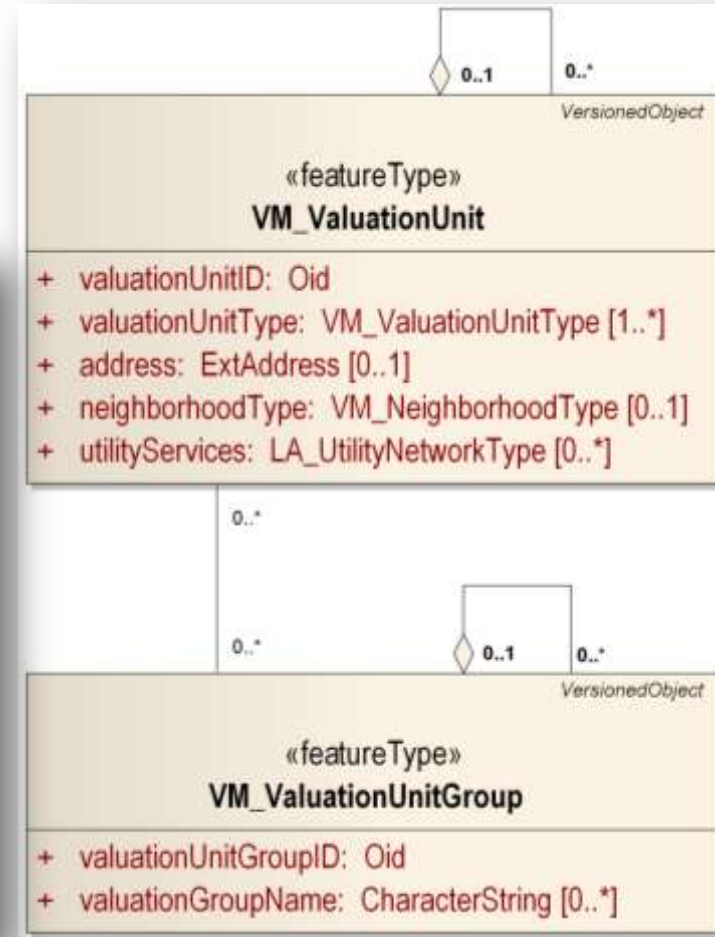 0..1 0..*
VersionedObject
«featureType»
VM_ValuationUnit
+ valuationUnitID: Oid
+ valuationUnitType: VM_ValuationUnitType [1..*]
+ address: ExtAddress [0..1]
+ neighborhoodType: VM_NeighborhoodType [0..1]
+ utilityServices: LA_UtilityNetworkType [0..*]
0..*
0..* 0..1 0..*
VersionedObject
«featureType»
VM_ValuationUnitGroup
+ valuationUnitGroupID: Oid
+ valuationGroupName: CharacterString [0..*]